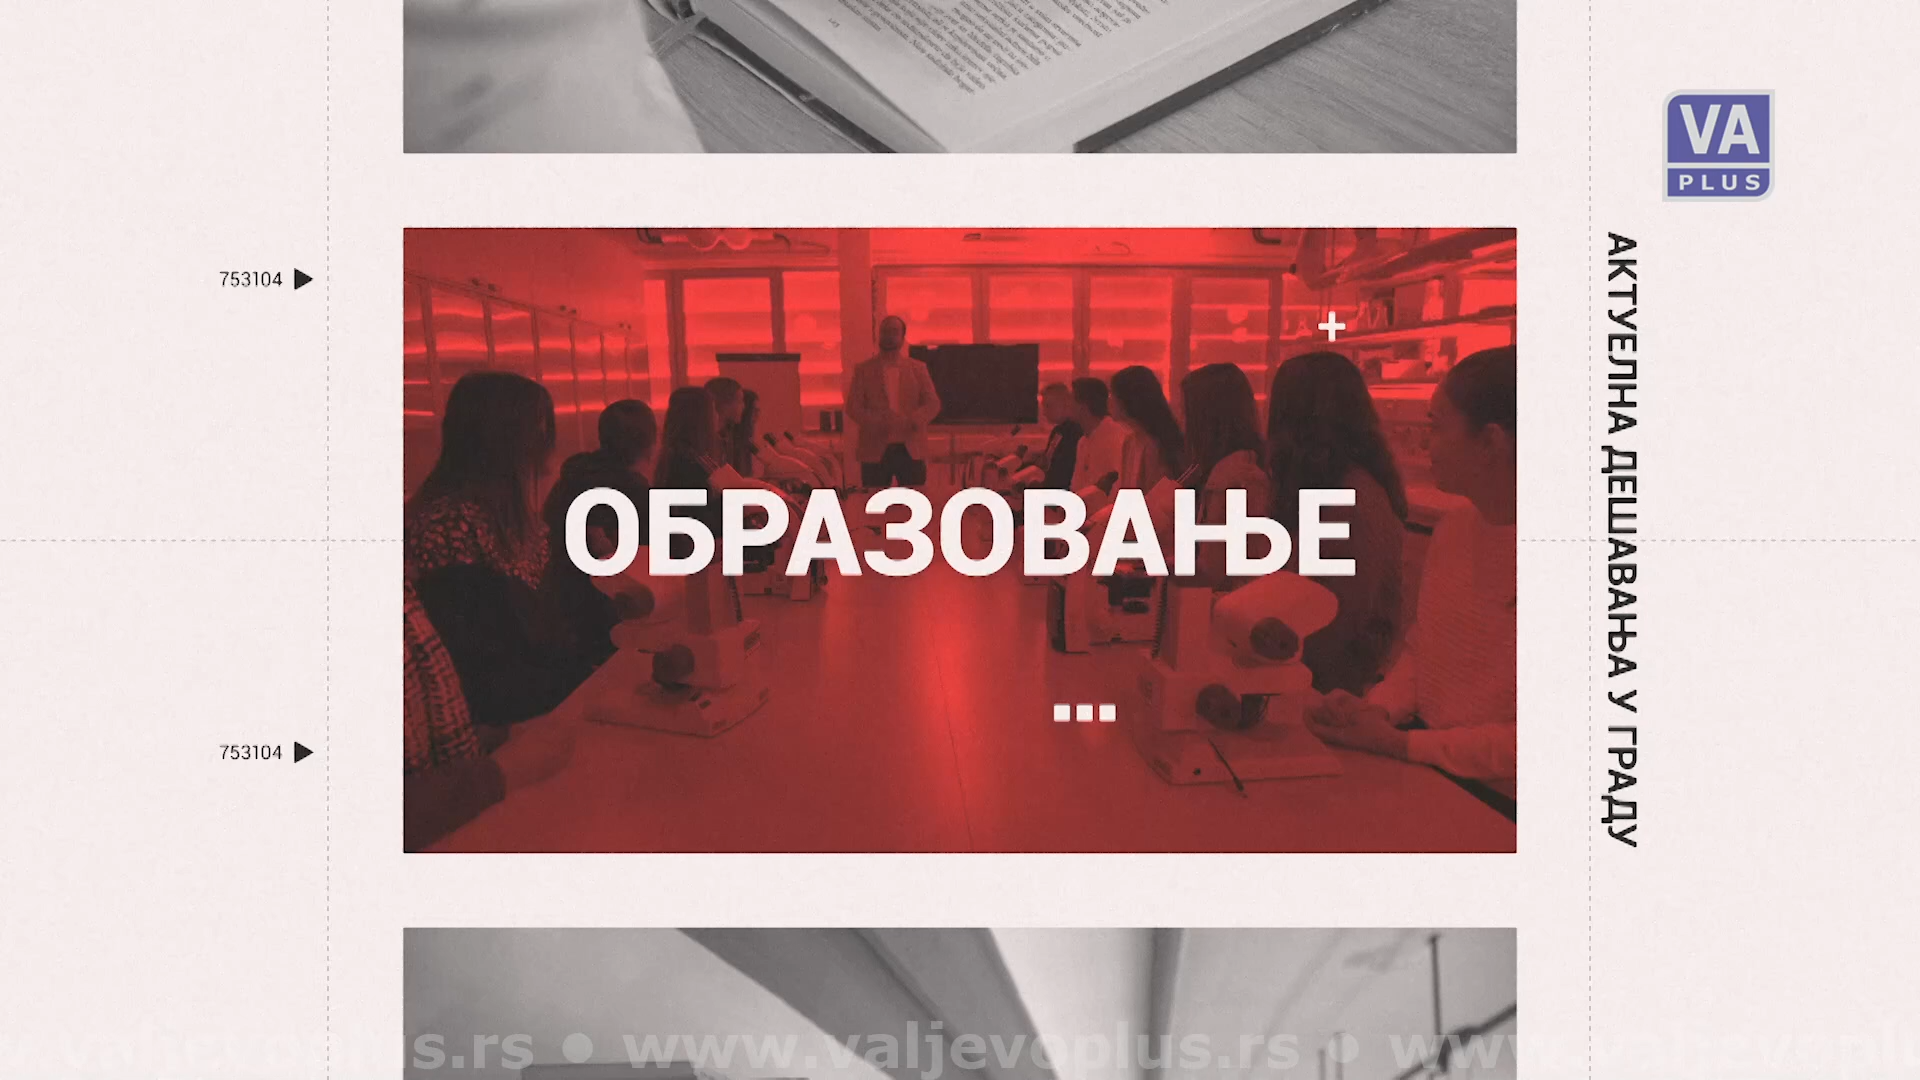 VA
PLUS
753104
ОБРАЗОВАЊЕ
753104
АКТУЕЛНА ДЕШАВАЊА У ГРАДУ
www.valjevoplus.rs